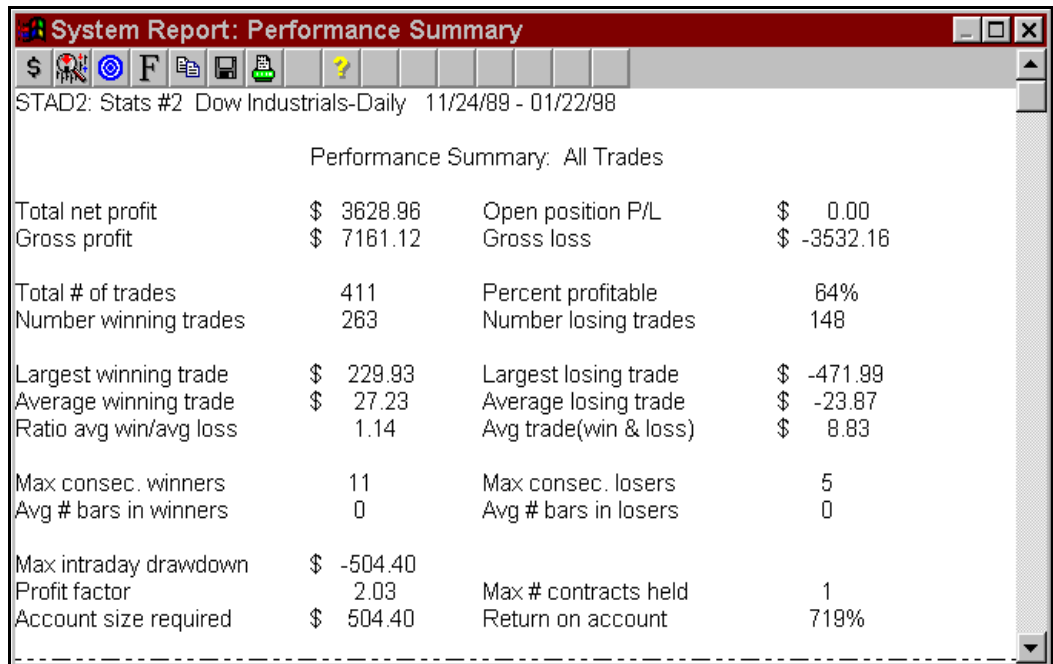 System Report: Performance Summary
$ F ?
STAD2: Stats #2 Dow Industrials-Daily 11/24/89 - 01/22/98
Performance Summary: All Trades
Total net profit $ 3628.96 Open position P/L $ 0.00
Gross profit $ 7161.12 Gross loss $ -3532.16
Total # of trades 411 Percent profitable 64%
Number winning trades 263 Number losing trades 148
Largest winning trade $ 229.93 Largest losing trade $ -471.99
Average winning trade $ 27.23 Average losing trade $ -23.87
Ratio avg win/avg loss 1.14 Avg trade(win & loss) $ 8.83
Max consec. winners 11 Max consec. losers 5
Avg # bars in winners 0 Avg # bars in losers 0
Max intraday drawdown $ -504.40
Profit factor 2.03 Max # contracts held 1
Account size required $ 504.40 Return on account 719%